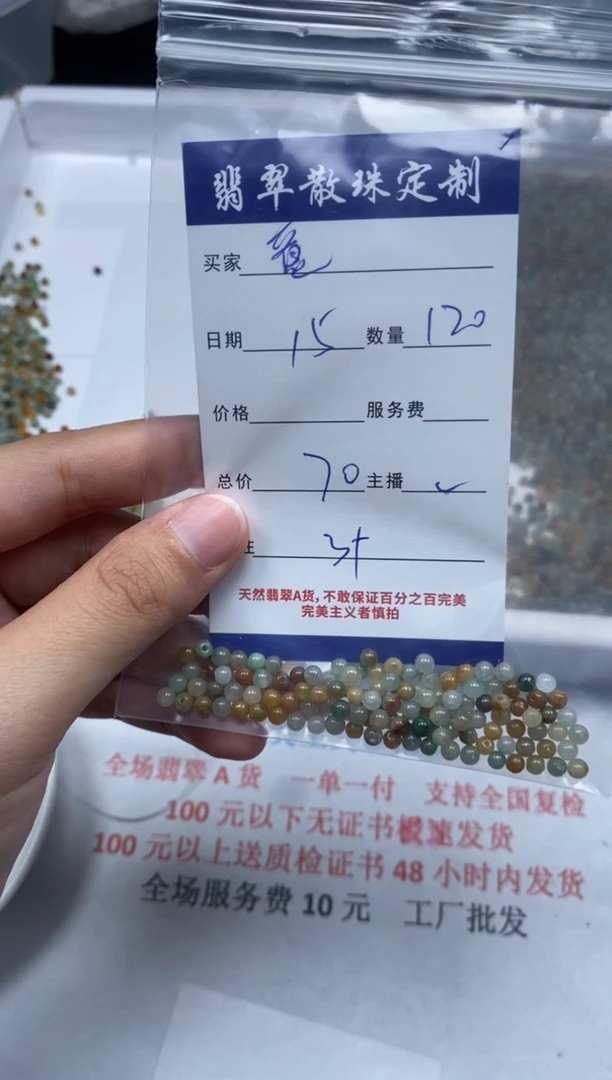 翡翠散珠定制
买家
日期 15 数量 120
价格 服务费
总价 70 主播
注
天然翡翠A货,不敢保证百分之百完美
完美主义者慎拍
全场翡翠A货 一单一付 支持全国复检
100元以下无证书极速发货
100元以上送质检证书48小时内发货
全场服务费10元 工厂批发